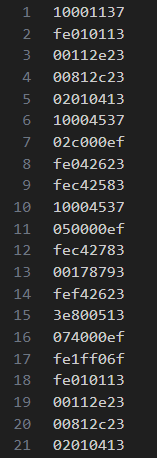 1 10001137
2 fe010113
3 00112e23
4 00812c23
5 02010413
6 10004537
7 02c000ef
8 fe042623
9 fec42583
10 10004537
11 050000ef
12 fec42783
13 00178793
14 fef42623
15 3e800513
16 074000ef
17 fe1ff06f
18 fe010113
19 00112e23
20 00812c23
21 02010413